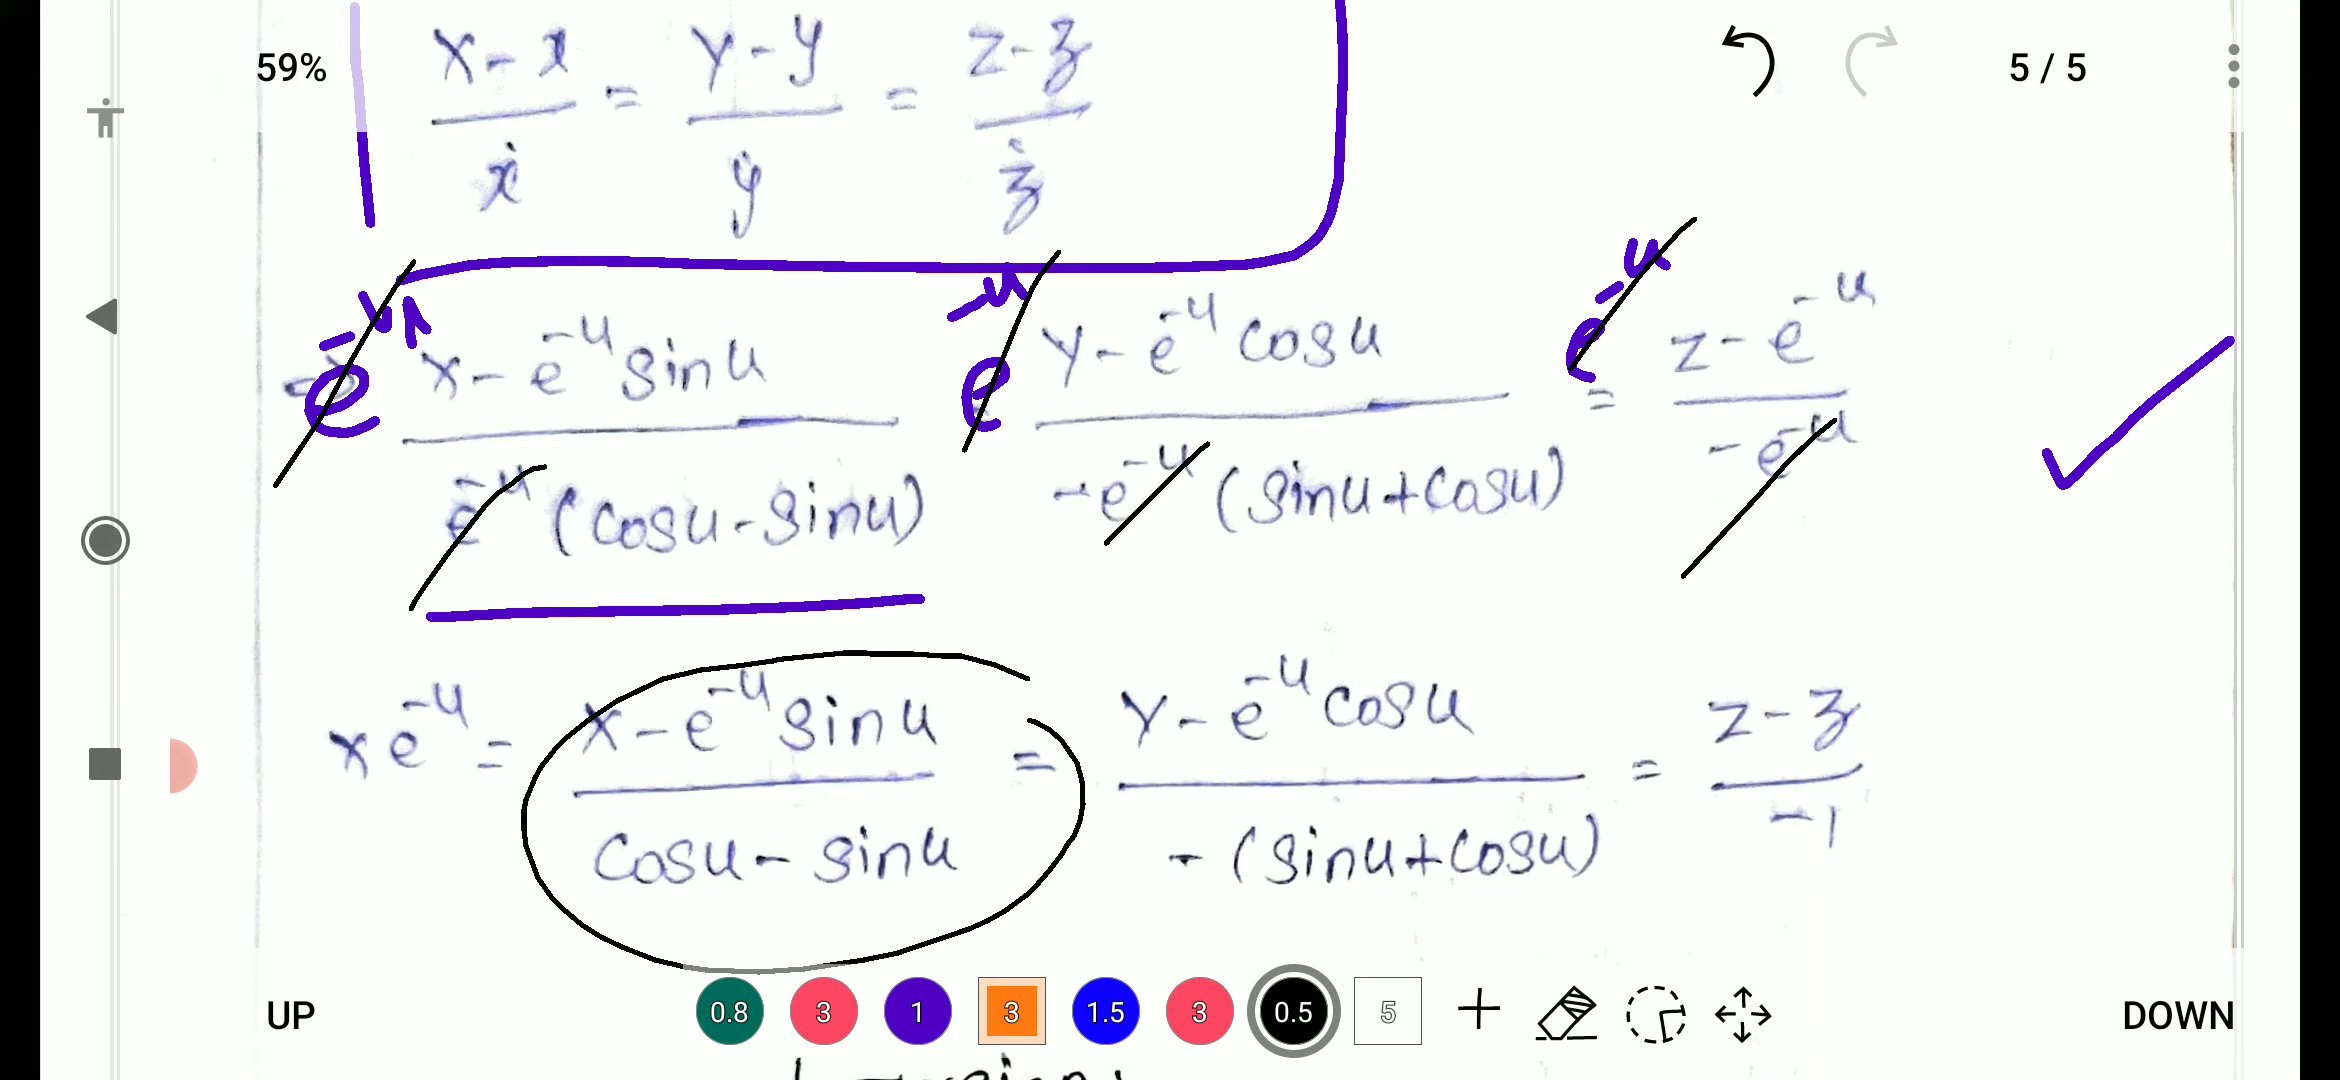 59%
5 / 5
X - x / ẋ = Y - y / ẏ = Z - z / ż
e^-u X - e^-u sin u / e^-u (cos u - sin u) e^-u Y - e^-u cos u / -e^-u (sin u + cos u) e^-u = Z - e^-u / -e^-u
x e^-u = X - e^-u sin u / cos u - sin u = Y - e^-u cos u / - (sin u + cos u) = Z - z / -1
UP 0.8 3 1 3 1.5 3 0.5 5 + DOWN